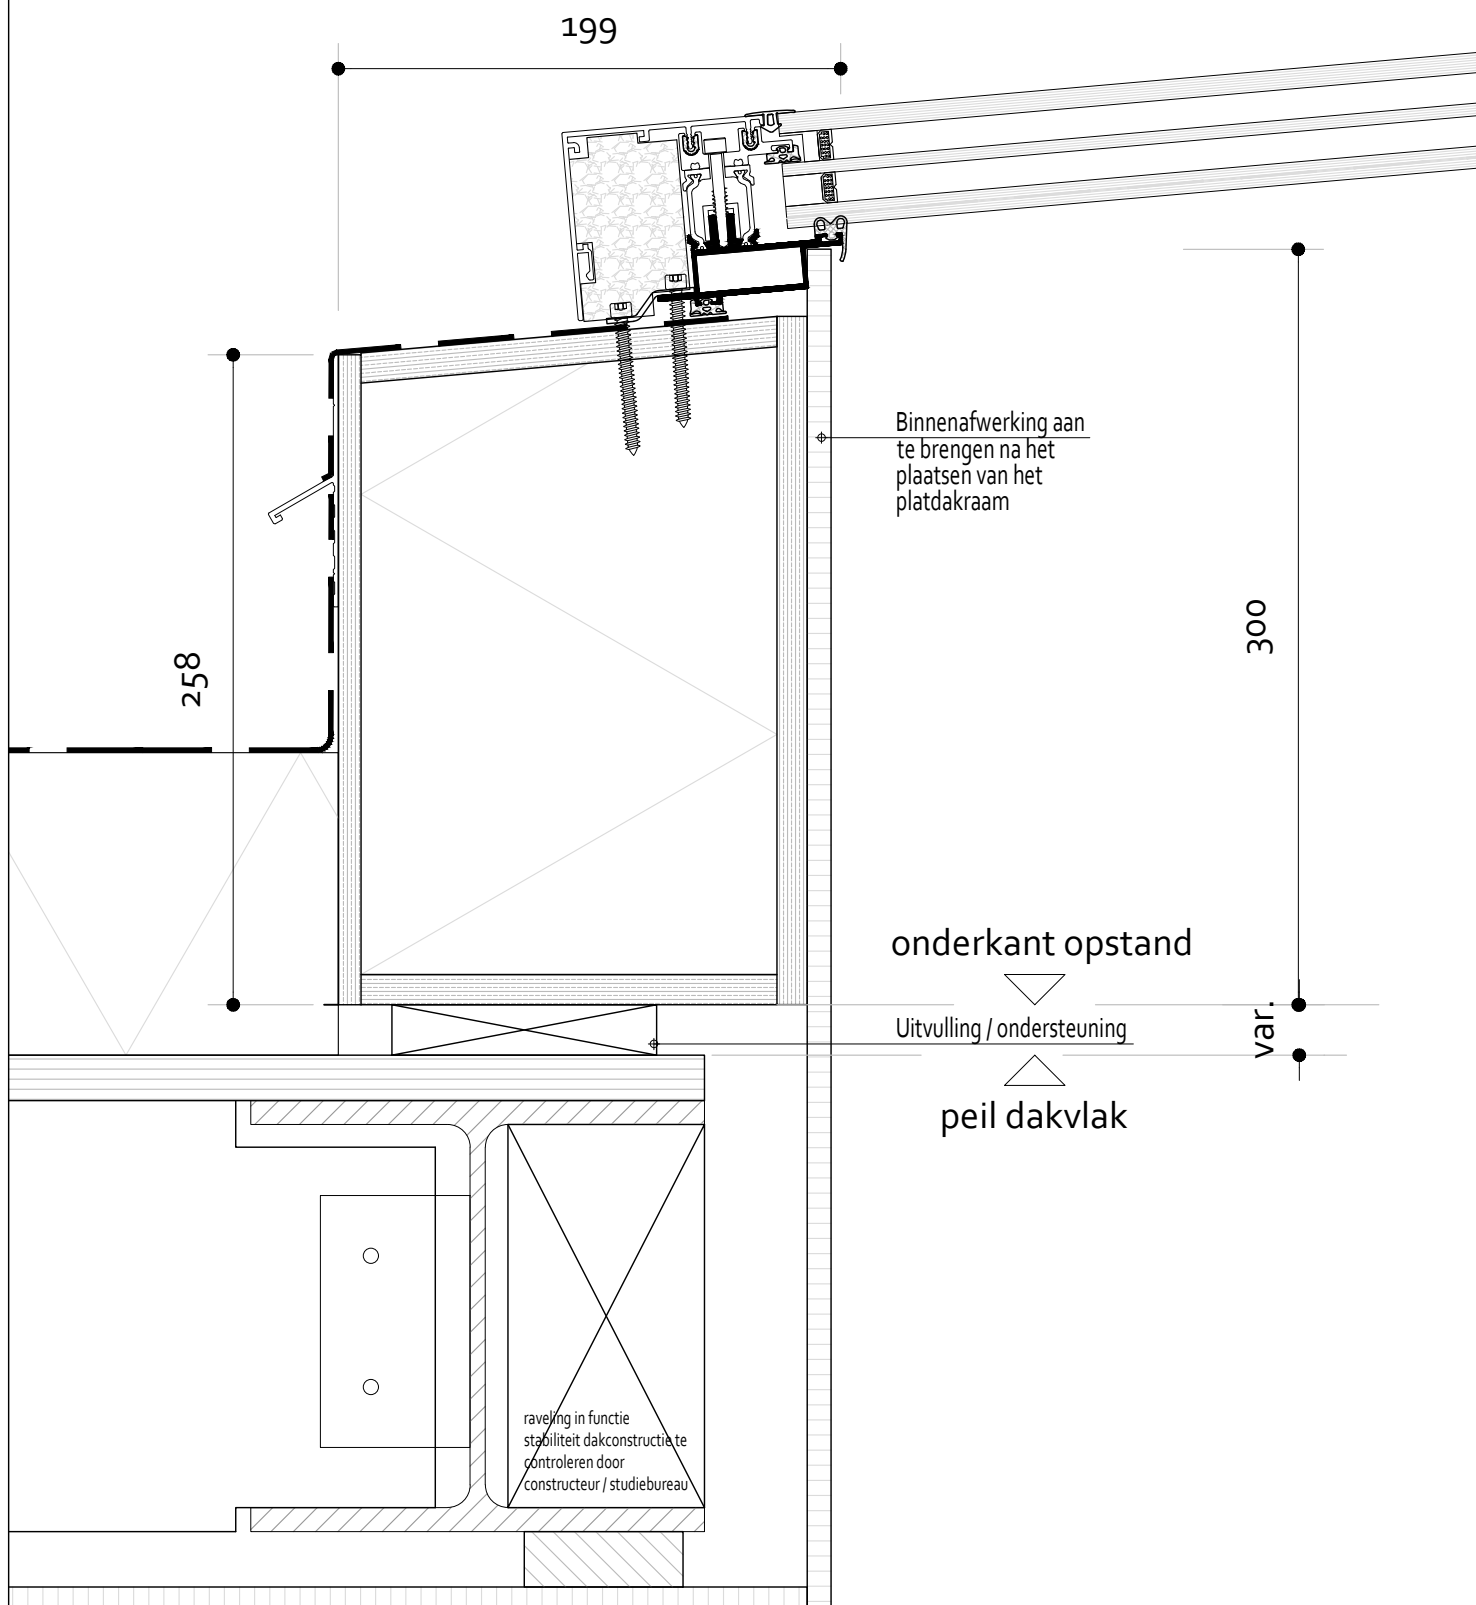 199
Binnenafwerking aan
te brengen na het
plaatsen van het
platdakraam
300
258
onderkant opstand
Uitvulling / ondersteuning
var.
peil dakvlak
raveling in functie
stabiliteit dakconstructie te
controleren door
constructeur / studiebureau